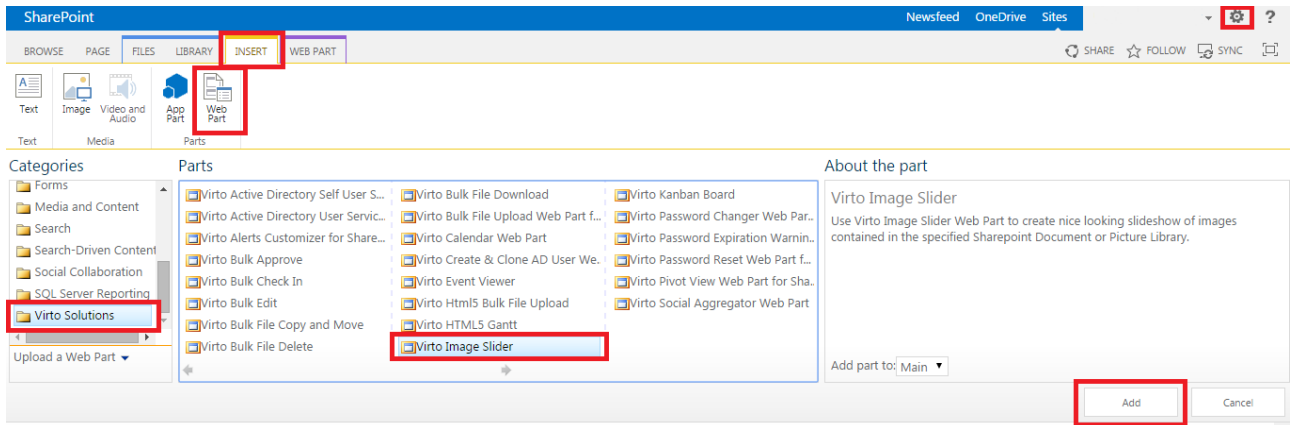 SharePoint
Newsfeed OneDrive Sites ?
BROWSE PAGE FILES LIBRARY INSERT WEB PART
SHARE FOLLOW SYNC
Text Image Video and Audio App Part Web Part
Text Media Parts
Categories
Forms
Media and Content
Search
Search-Driven Content
Social Collaboration
SQL Server Reporting
Virto Solutions
Upload a Web Part
Parts
Virto Active Directory Self User S...
Virto Active Directory User Servic...
Virto Alerts Customizer for Share...
Virto Bulk Approve
Virto Bulk Check In
Virto Bulk Edit
Virto Bulk File Copy and Move
Virto Bulk File Delete
Virto Bulk File Download
Virto Bulk File Upload Web Part f...
Virto Calendar Web Part
Virto Create & Clone AD User We.
Virto Event Viewer
Virto Html5 Bulk File Upload
Virto HTML5 Gantt
Virto Image Slider
Virto Kanban Board
Virto Password Changer Web Par..
Virto Password Expiration Warnin..
Virto Password Reset Web Part f...
Virto Pivot View Web Part for Sha..
Virto Social Aggregator Web Part
About the part
Virto Image Slider
Use Virto Image Slider Web Part to create nice looking slideshow of images
contained in the specified Sharepoint Document or Picture Library.
Add part to: Main
Add Cancel